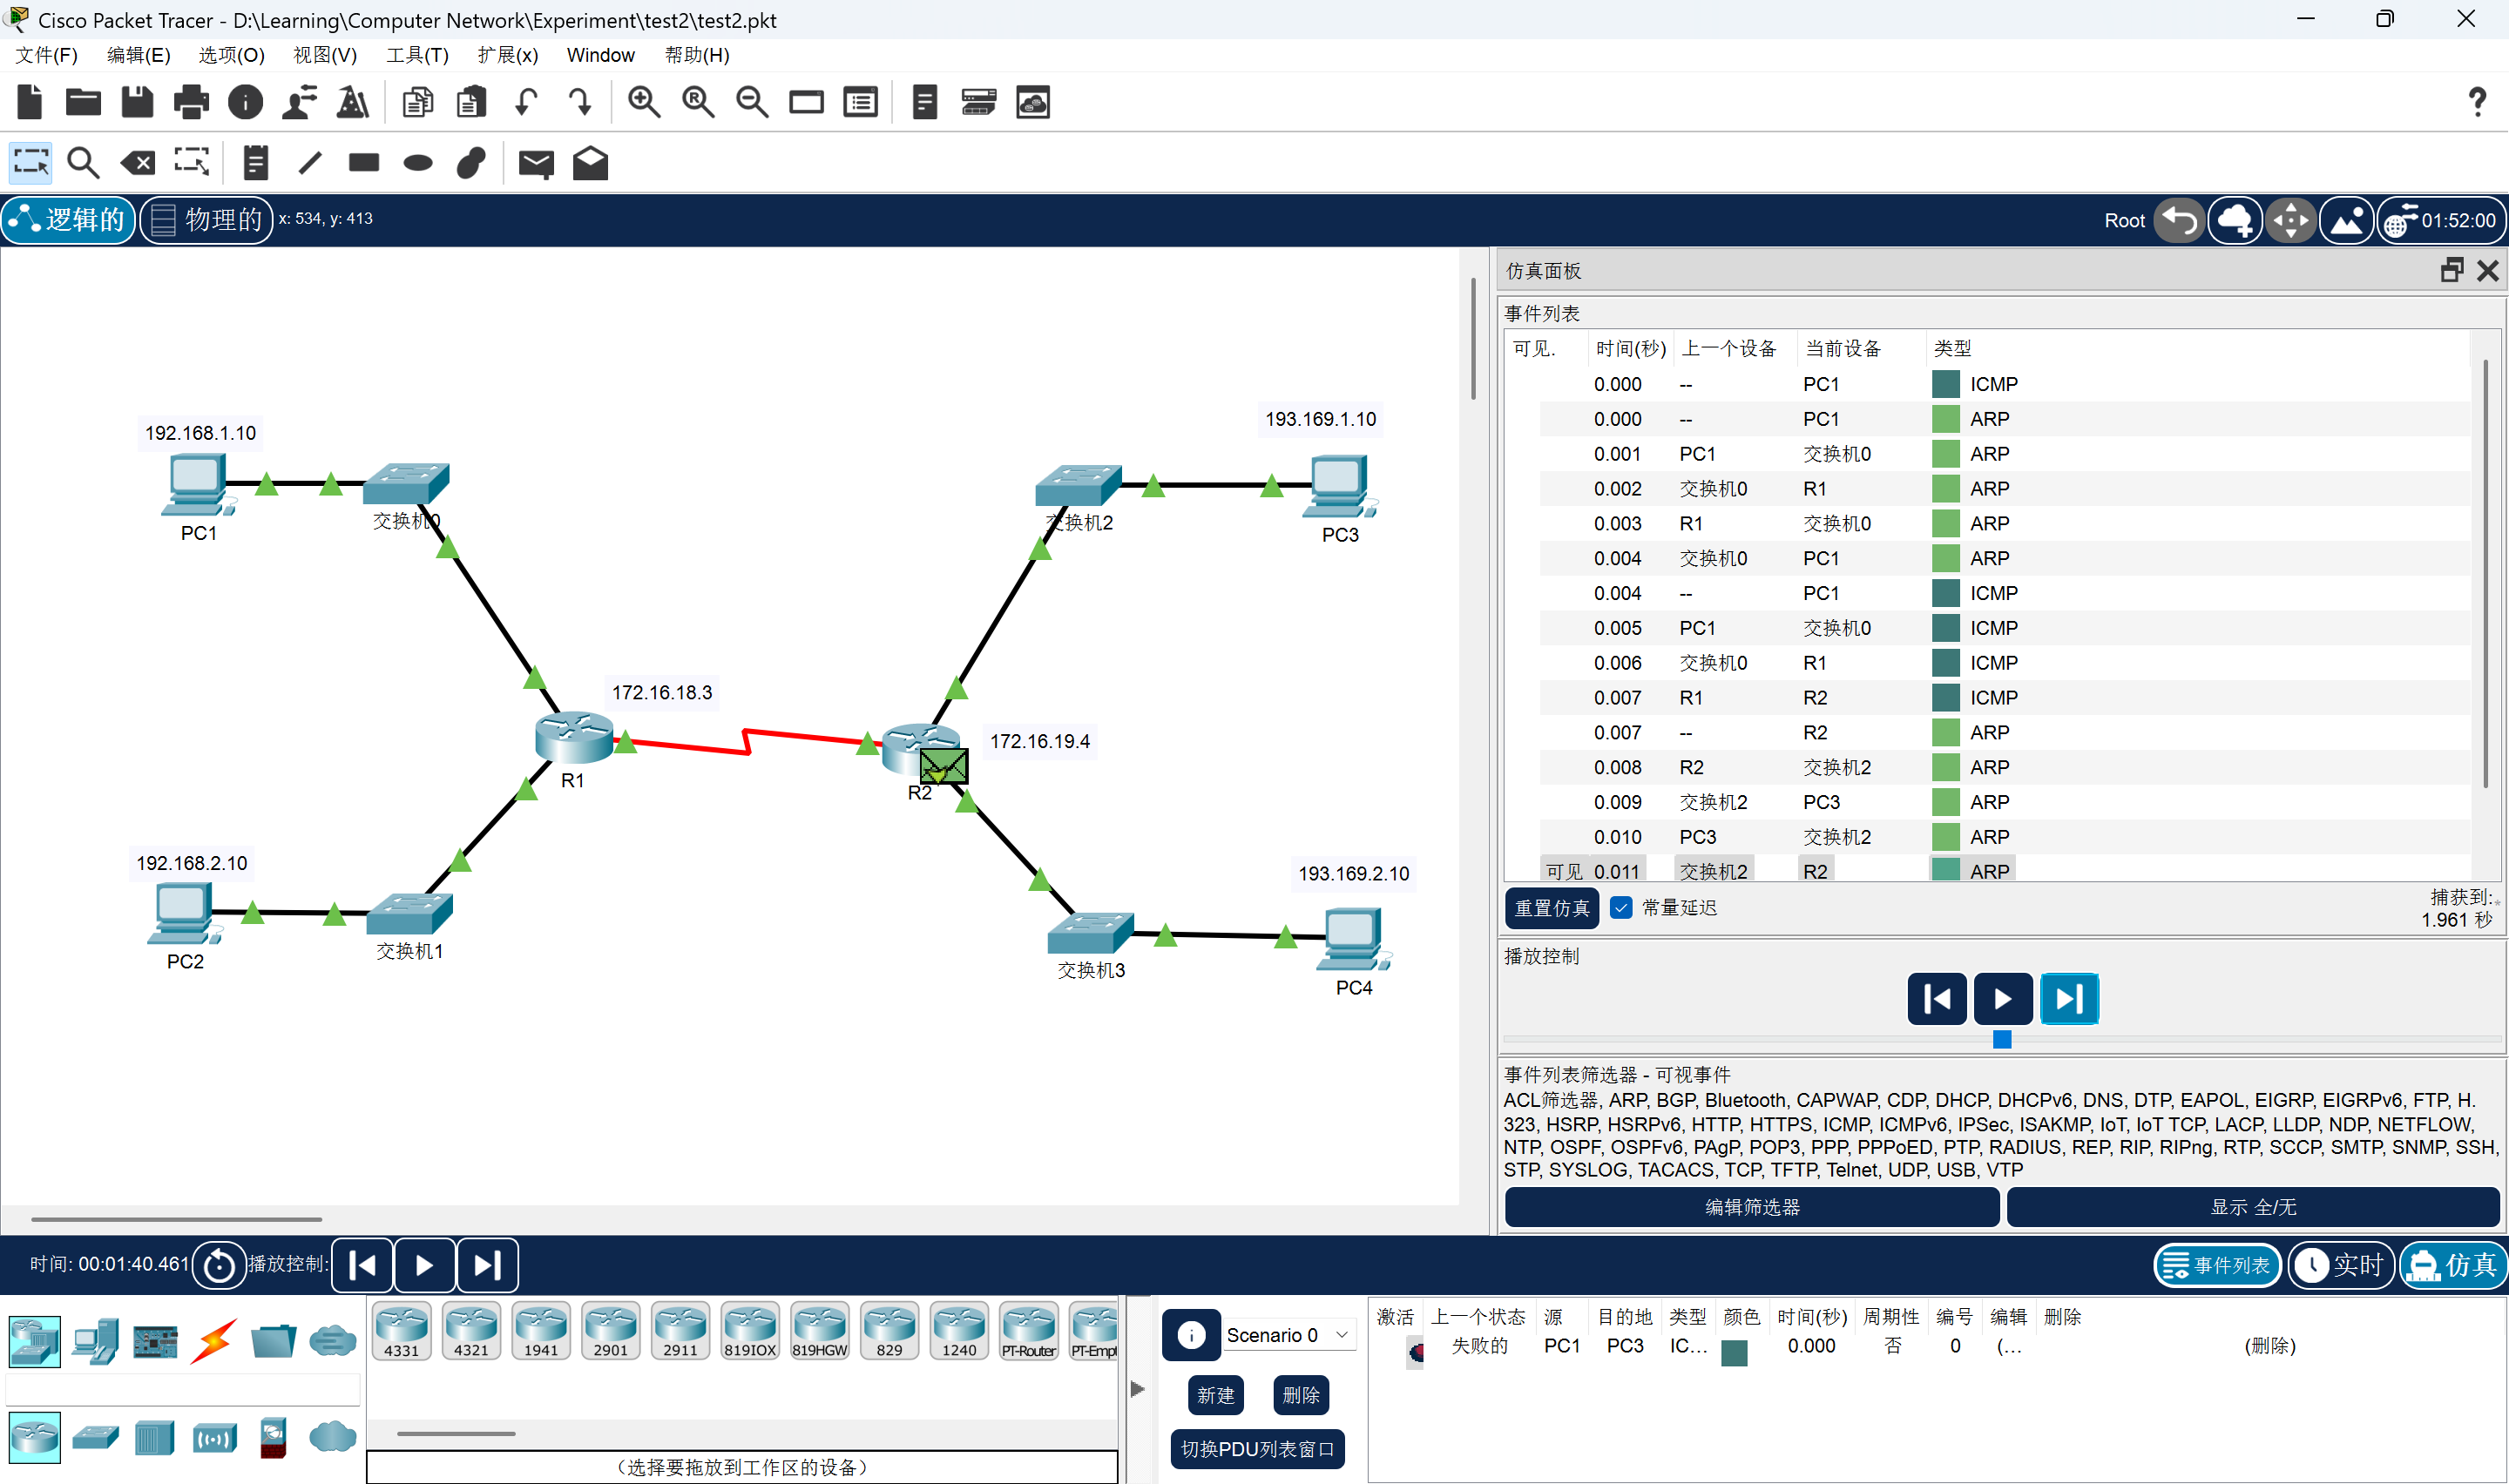 Cisco Packet Tracer - D:\Learning\Computer Network\Experiment\test2\test2.pkt
文件(F) 编辑(E) 选项(O) 视图(V) 工具(T) 扩展(x) Window 帮助(H)
逻辑的 物理的 x: 534, y: 413 Root 01:52:00
仿真面板
事件列表
可见. 时间(秒) 上一个设备 当前设备 类型
0.000 -- PC1 ICMP
0.000 -- PC1 ARP
0.001 PC1 交换机0 ARP
0.002 交换机0 R1 ARP
0.003 R1 交换机0 ARP
0.004 交换机0 PC1 ARP
0.004 -- PC1 ICMP
0.005 PC1 交换机0 ICMP
0.006 交换机0 R1 ICMP
0.007 R1 R2 ICMP
0.007 -- R2 ARP
0.008 R2 交换机2 ARP
0.009 交换机2 PC3 ARP
0.010 PC3 交换机2 ARP
可见 0.011 交换机2 R2 ARP
重置仿真 常量延迟 捕获到:*
1.961 秒
播放控制
事件列表筛选器 - 可视事件
ACL筛选器, ARP, BGP, Bluetooth, CAPWAP, CDP, DHCP, DHCPv6, DNS, DTP, EAPOL, EIGRP, EIGRPv6, FTP, H.
323, HSRP, HSRPv6, HTTP, HTTPS, ICMP, ICMPv6, IPSec, ISAKMP, IoT, IoT TCP, LACP, LLDP, NDP, NETFLOW,
NTP, OSPF, OSPFv6, PAgP, POP3, PPP, PPPoED, PTP, RADIUS, REP, RIP, RIPng, RTP, SCCP, SMTP, SNMP, SSH,
STP, SYSLOG, TACACS, TCP, TFTP, Telnet, UDP, USB, VTP
编辑筛选器 显示 全/无
192.168.1.10
PC1
交换机0
193.169.1.10
交换机2
PC3
172.16.18.3
R1
172.16.19.4
R2
192.168.2.10
PC2
交换机1
193.169.2.10
交换机3
PC4
时间: 00:01:40.461 播放控制: 事件列表 实时 仿真
4331 4321 1941 2901 2911 819IOX 819HGW 829 1240 PT-Router PT-Empt
(选择要拖放到工作区的设备)
Scenario 0
新建 删除
切换PDU列表窗口
激活 上一个状态 源 目的地 类型 颜色 时间(秒) 周期性 编号 编辑 删除
失败的 PC1 PC3 IC... 0.000 否 0 (... (删除)